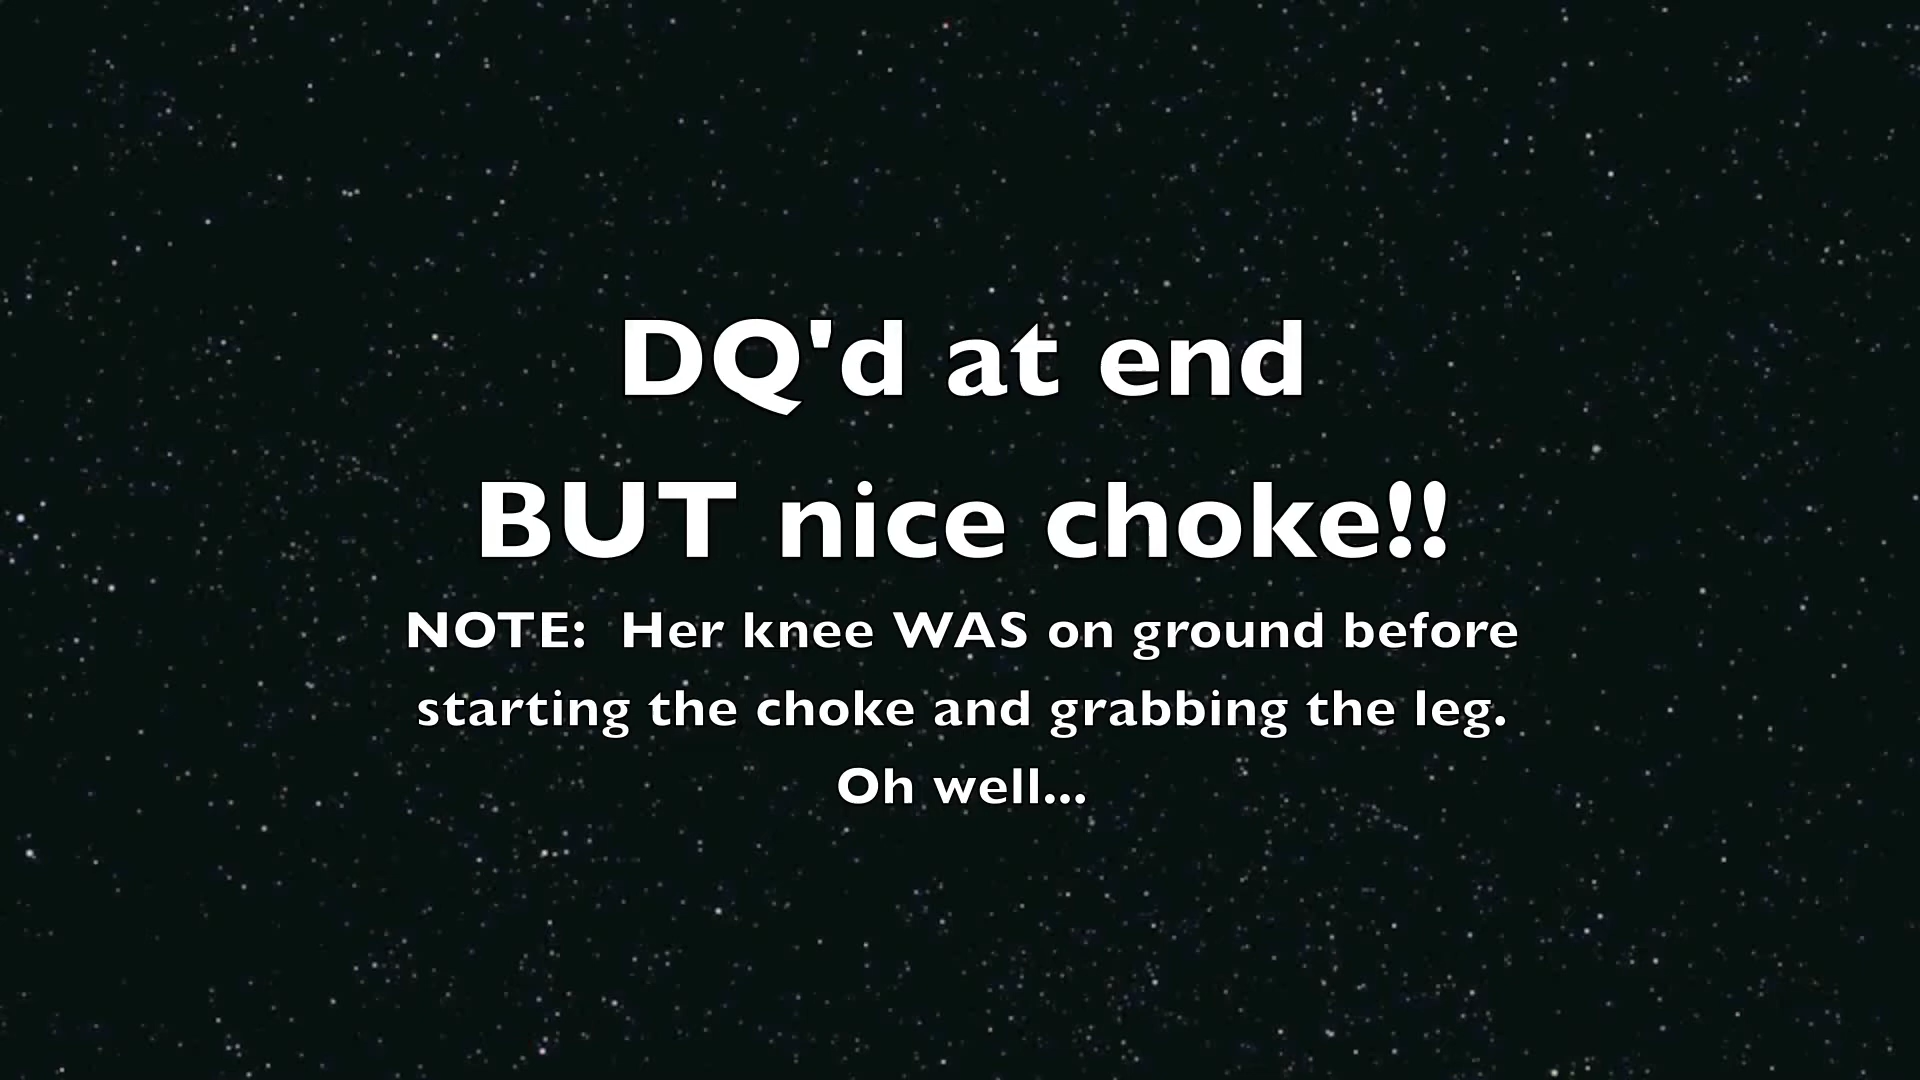 DQ'd at end
BUT nice choke!!
NOTE:  Her knee WAS on ground before
starting the choke and grabbing the leg.
Oh well...